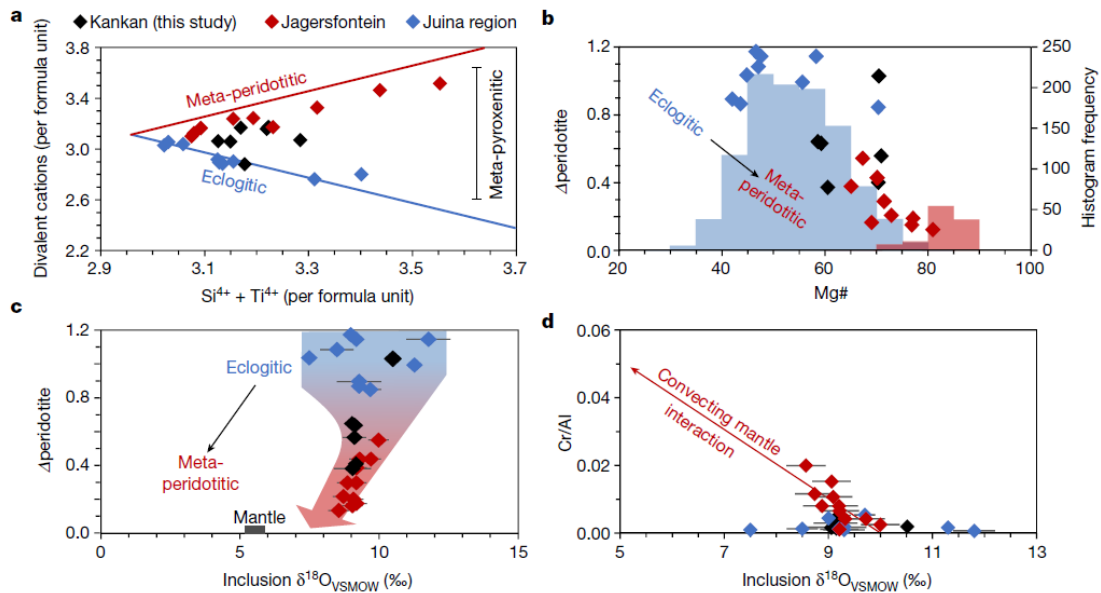 a
Kankan (this study)
Jagersfontein
Juina region
b
3.8
3.4
3.0
2.6
2.2
Divalent cations (per formula unit)
Meta-peridotitic
Eclogitic
Meta-pyroxenitic
2.9
3.1
3.3
3.5
3.7
Si⁴⁺ + Ti⁴⁺ (per formula unit)
1.2
0.8
0.4
0.0
Δperidotite
Eclogitic
Meta-
peridotitic
250
200
150
100
50
0
Histogram frequency
20
40
60
80
100
Mg#
c
1.2
0.8
0.4
0.0
Δperidotite
Eclogitic
Meta-
peridotitic
Mantle
0
5
10
15
Inclusion δ¹⁸O_VSMOW (‰)
d
0.06
0.04
0.02
0.00
Cr/Al
Convecting mantle
interaction
5
7
9
11
13
Inclusion δ¹⁸O_VSMOW (‰)